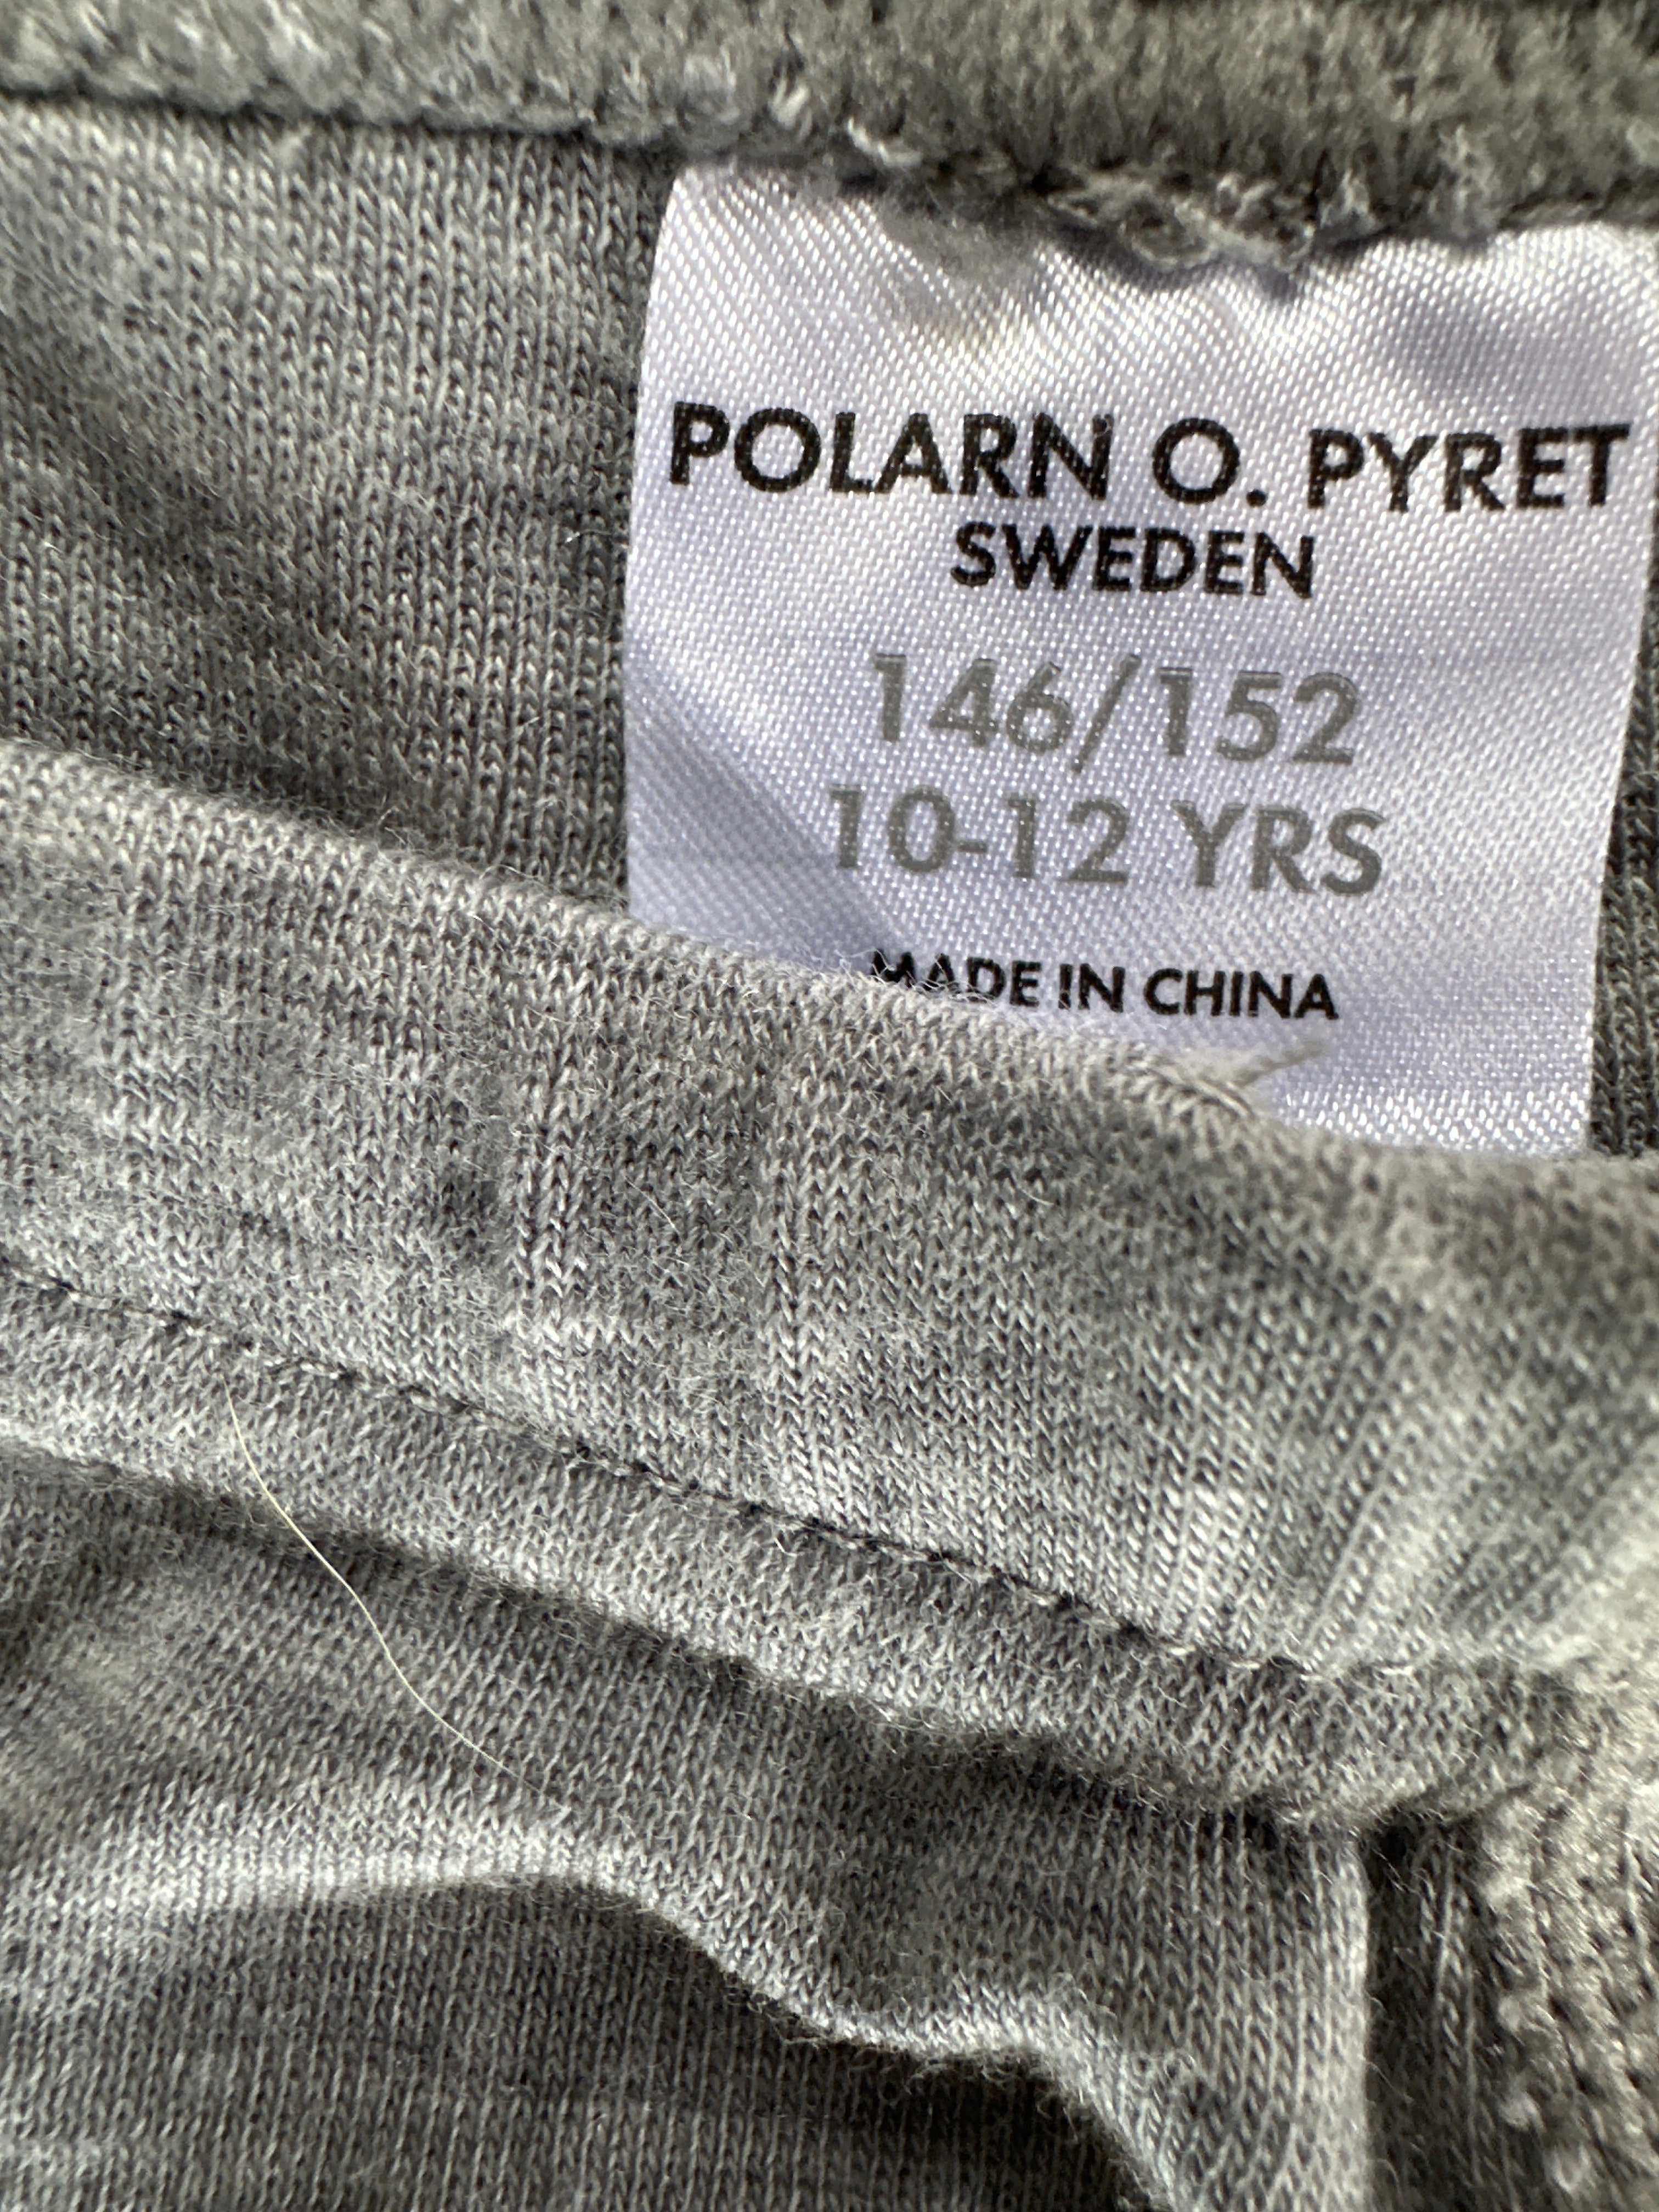 POLARN O. PYRET
SWEDEN
146/152
10-12 YRS
MADE IN CHINA